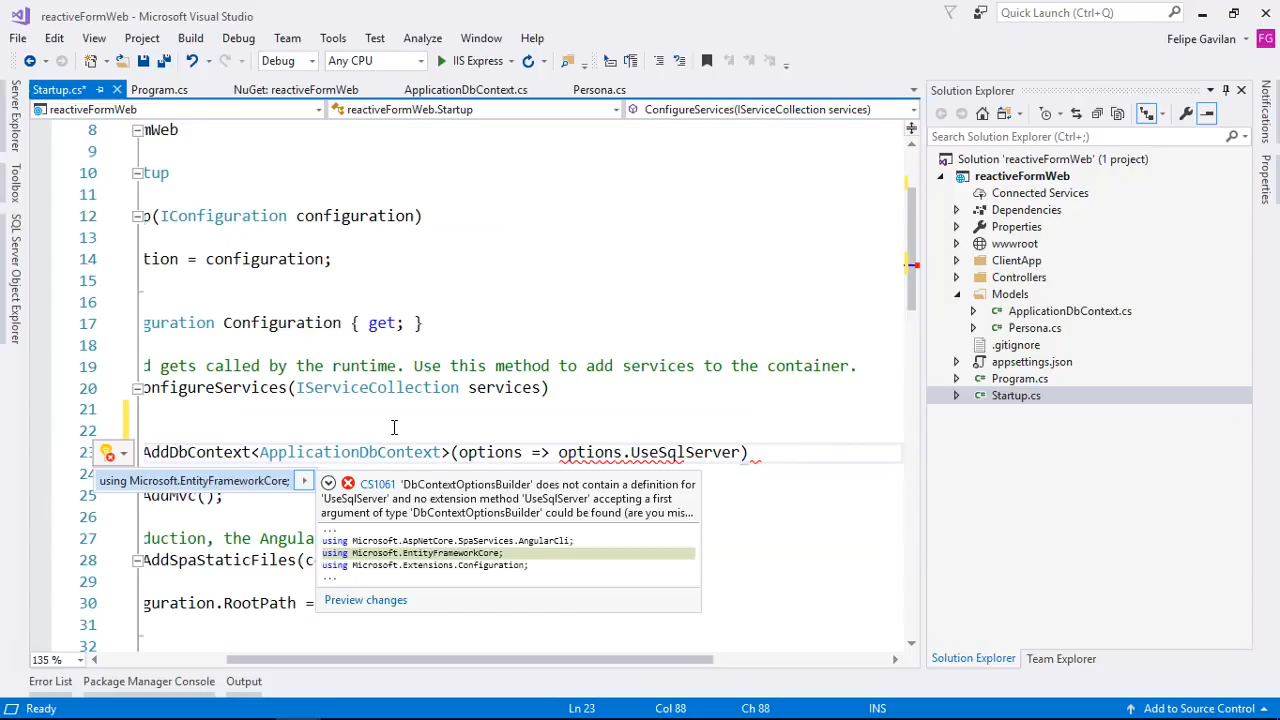 reactiveFormWeb - Microsoft Visual Studio
Quick Launch (Ctrl+Q)
File Edit View Project Build Debug Team Tools Test Analyze Window Help
Felipe Gavilan FG
Debug Any CPU IIS Express
Startup.cs* Program.cs NuGet: reactiveFormWeb ApplicationDbContext.cs Persona.cs
reactiveFormWeb reactiveFormWeb.Startup ConfigureServices(IServiceCollection services)
Server Explorer
Toolbox
SQL Server Object Explorer
8 mWeb
9
10 tup
11
12 p(IConfiguration configuration)
13
14 tion = configuration;
15
16
17 guration Configuration { get; }
18
19 d gets called by the runtime. Use this method to add services to the container.
20 onfigureServices(IServiceCollection services)
21
22
23 AddDbContext<ApplicationDbContext>(options => options.UseSqlServer)
24
25 AddMvc();
26
27 duction, the Angula
28 AddSpaStaticFiles(c
29
30 guration.RootPath =
31
32
using Microsoft.EntityFrameworkCore;
CS1061 'DbContextOptionsBuilder' does not contain a definition for
'UseSqlServer' and no extension method 'UseSqlServer' accepting a first
argument of type 'DbContextOptionsBuilder' could be found (are you mis...
...
using Microsoft.AspNetCore.SpaServices.AngularCli;
using Microsoft.EntityFrameworkCore;
using Microsoft.Extensions.Configuration;
...
Preview changes
135 %
Solution Explorer
Search Solution Explorer (Ctrl+;)
Solution 'reactiveFormWeb' (1 project)
reactiveFormWeb
Connected Services
Dependencies
Properties
wwwroot
ClientApp
Controllers
Models
C# ApplicationDbContext.cs
C# Persona.cs
.gitignore
appsettings.json
C# Program.cs
C# Startup.cs
Solution Explorer Team Explorer
Notifications
Properties
Error List Package Manager Console Output
Ready Ln 23 Col 88 Ch 88 INS Add to Source Control